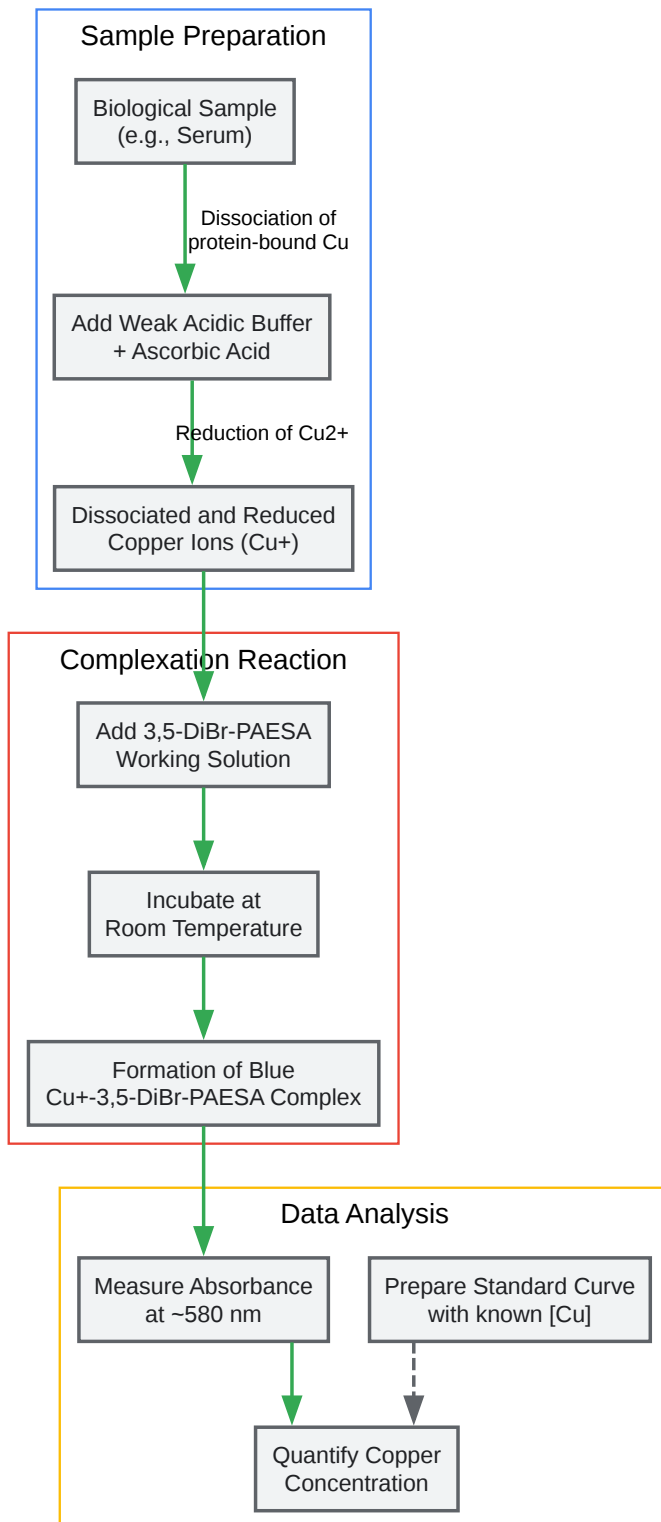 Sample Preparation
Biological Sample
(e.g., Serum)
Dissociation of
protein-bound Cu
Add Weak Acidic Buffer
+ Ascorbic Acid
Reduction of Cu2+
Dissociated and Reduced
Copper Ions (Cu+)
Complexation Reaction
Add 3,5-DiBr-PAESA
Working Solution
Incubate at
Room Temperature
Formation of Blue
Cu+-3,5-DiBr-PAESA Complex
Data Analysis
Measure Absorbance
at ~580 nm
Prepare Standard Curve
with known [Cu]
Quantify Copper
Concentration